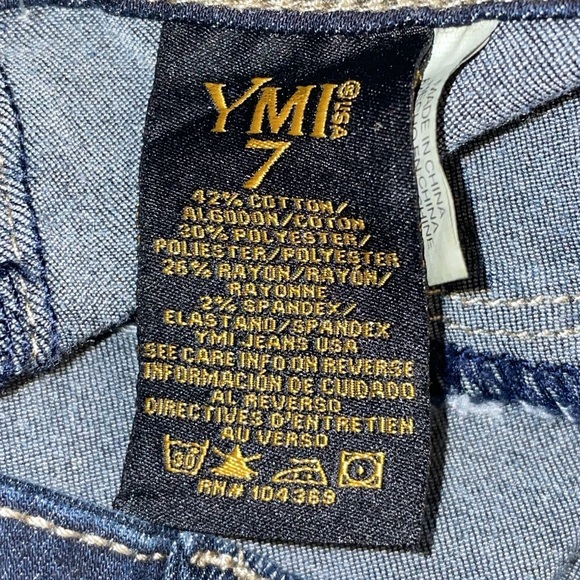 YMI®USA
7
42% COTTON/
ALGODON/COTON
30% POLYESTER/
POLIESTER/POLYESTER
26% RAYON/RAYÓN/
RAYONNE
2% SPANDEX/
ELASTANO/SPANDEX
YMI JEANS USA
SEE CARE INFO ON REVERSE
INFORMACIÓN DE CUIDADO
AL REVERSO
DIRECTIVES D'ENTRETIEN
AU VERSO
30
RN# 104369
MADE IN CHINA